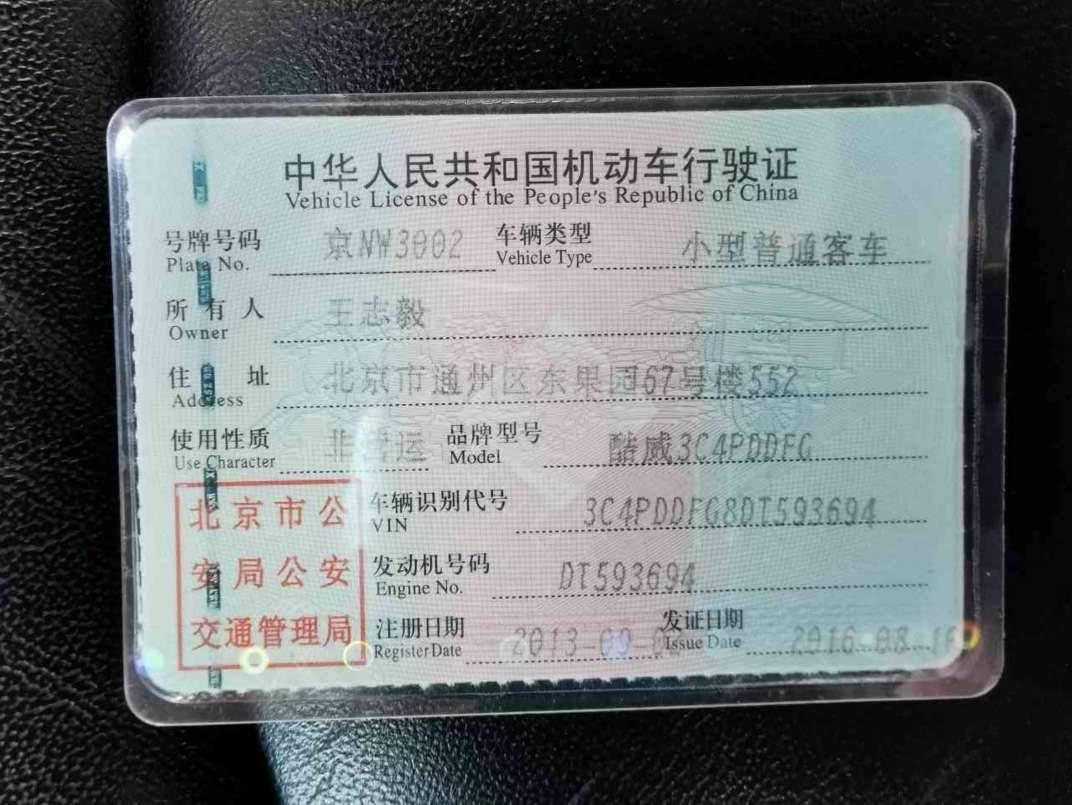 中华人民共和国机动车行驶证
Vehicle License of the People's Republic of China
号牌号码 京NW3002 车辆类型 小型普通客车
Plate No. Vehicle Type
所有人 王志毅
Owner
住址 北京市通州区东果园67号楼552
Address
使用性质 非营运 品牌型号 酷威3C4PDDFG
Use Character Model
北京市公 车辆识别代号 3C4PDDFG8DT593694
VIN
安局公安 发动机号码 DT593694
Engine No.
交通管理局 注册日期 2013-09- 发证日期 2016-08-
Register Date Issue Date